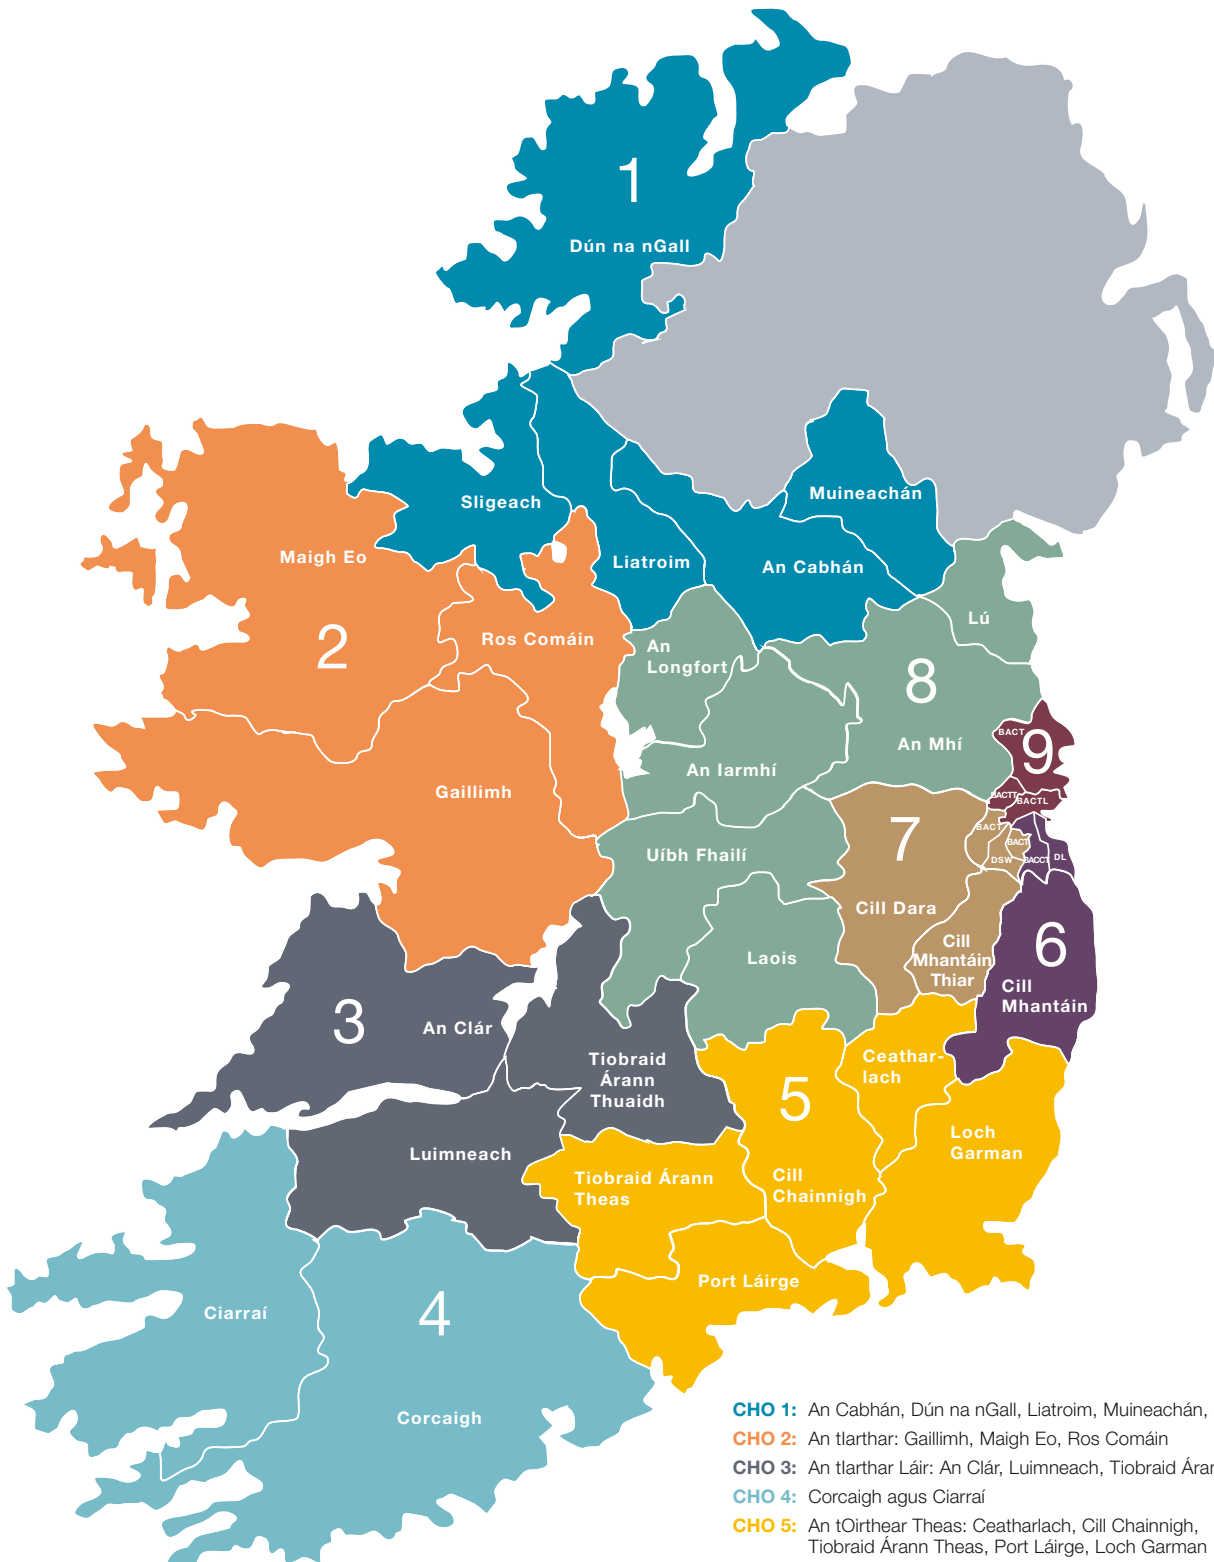 1
Dún na nGall
Muineachán
Sligeach
Maigh Eo
Liatroim
An Cabhán
Lú
2
Ros Comáin
An
Longfort
8
BACT
9
An Mhí
An Iarmhí
Gaillimh
BACTT
BACTL
7
BACT
BACT
Uíbh Fhailí
DSW
BACCT
DL
Cill Dara
6
Cill
Mhantáin
Thiar
Laois
Cill
Mhantáin
3
An Clár
Tiobraid
Árann
Thuaidh
Ceathar-
lach
5
Loch
Garman
Luimneach
Tiobraid Árann
Theas
Cill
Chainnigh
Port Láirge
Ciarraí
4
Corcaigh
CHO 1: An Cabhán, Dún na nGall, Liatroim, Muineachán,
CHO 2: An tIarthar: Gaillimh, Maigh Eo, Ros Comáin
CHO 3: An tIarthar Láir: An Clár, Luimneach, Tiobraid
CHO 4: Corcaigh agus Ciarraí
CHO 5: An tOirthear Theas: Ceatharlach, Cill Chainnigh,
Tiobraid Árann Theas, Port Láirge, Loch Garman